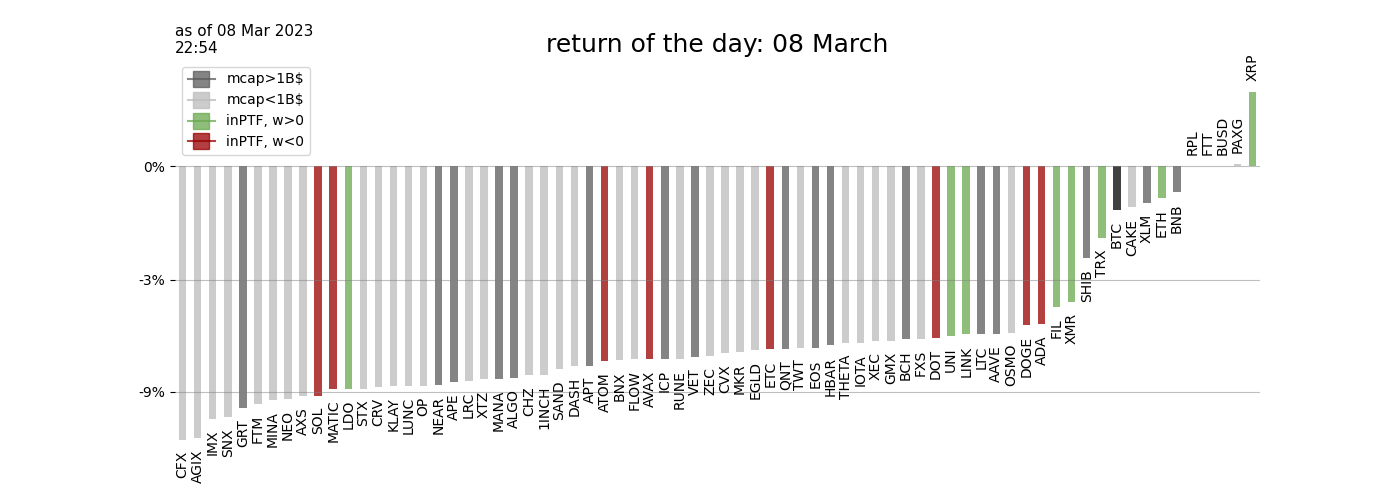 as of 08 Mar 2023
22:54
return of the day: 08 March
mcap>1B$
mcap<1B$
inPTF, w>0
inPTF, w<0
0%
-3%
-9%
CFX
AGIX
IMX
SNX
GRT
FTM
MINA
NEO
AXS
SOL
MATIC
LDO
STX
CRV
KLAY
LUNC
OP
NEAR
APE
LRC
XTZ
MANA
ALGO
CHZ
1INCH
SAND
DASH
APT
ATOM
BNX
FLOW
AVAX
ICP
RUNE
VET
ZEC
CVX
MKR
EGLD
ETC
QNT
TWT
EOS
HBAR
THETA
IOTA
XEC
GMX
BCH
FXS
DOT
UNI
LINK
LTC
AAVE
OSMO
DOGE
ADA
FIL
XMR
SHIB
TRX
BTC
CAKE
XLM
ETH
BNB
RPL
FTT
BUSD
PAXG
XRP